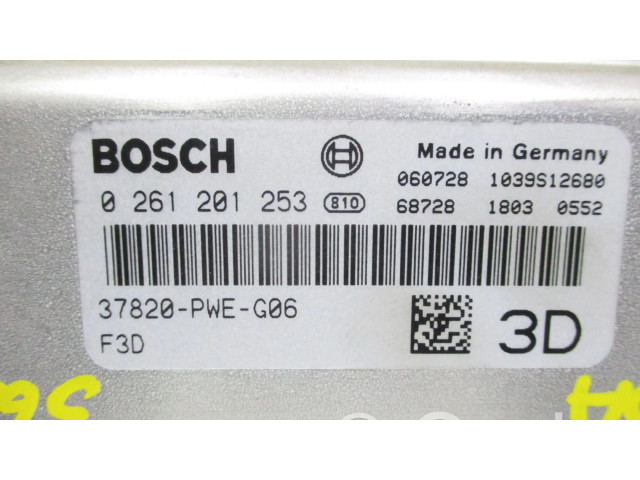 BOSCH
Made in Germany
060728 1039S12680
0 261 201 253 810
68728 1803 0552
37820-PWE-G06
F3D
3D